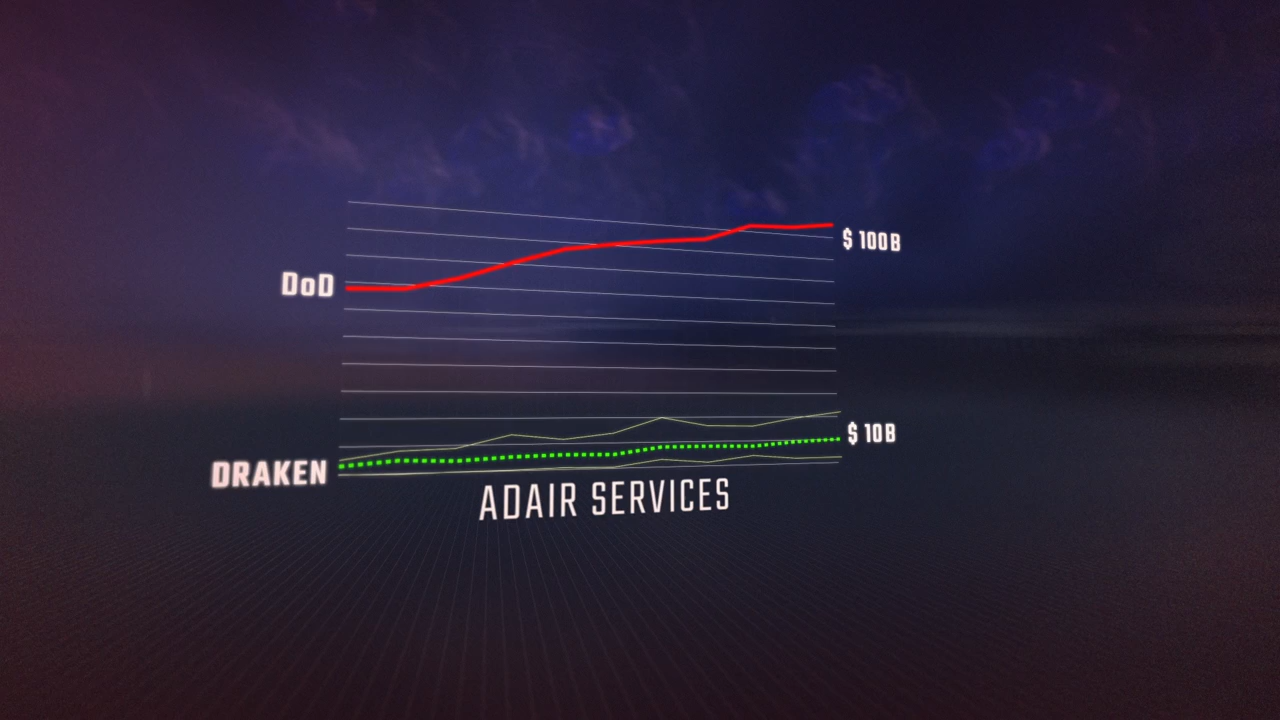 DoD
$ 100B
$ 10B
DRAKEN
ADAIR SERVICES